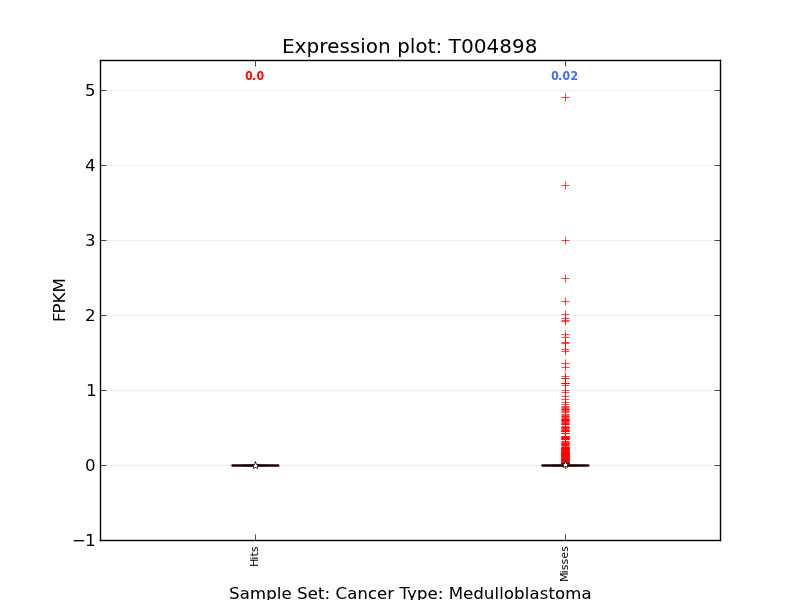 Expression plot: T004898
0.0
0.02
5
4
3
2
1
0
−1
FPKM
Hits
Misses
Sample Set: Cancer Type: Medulloblastoma